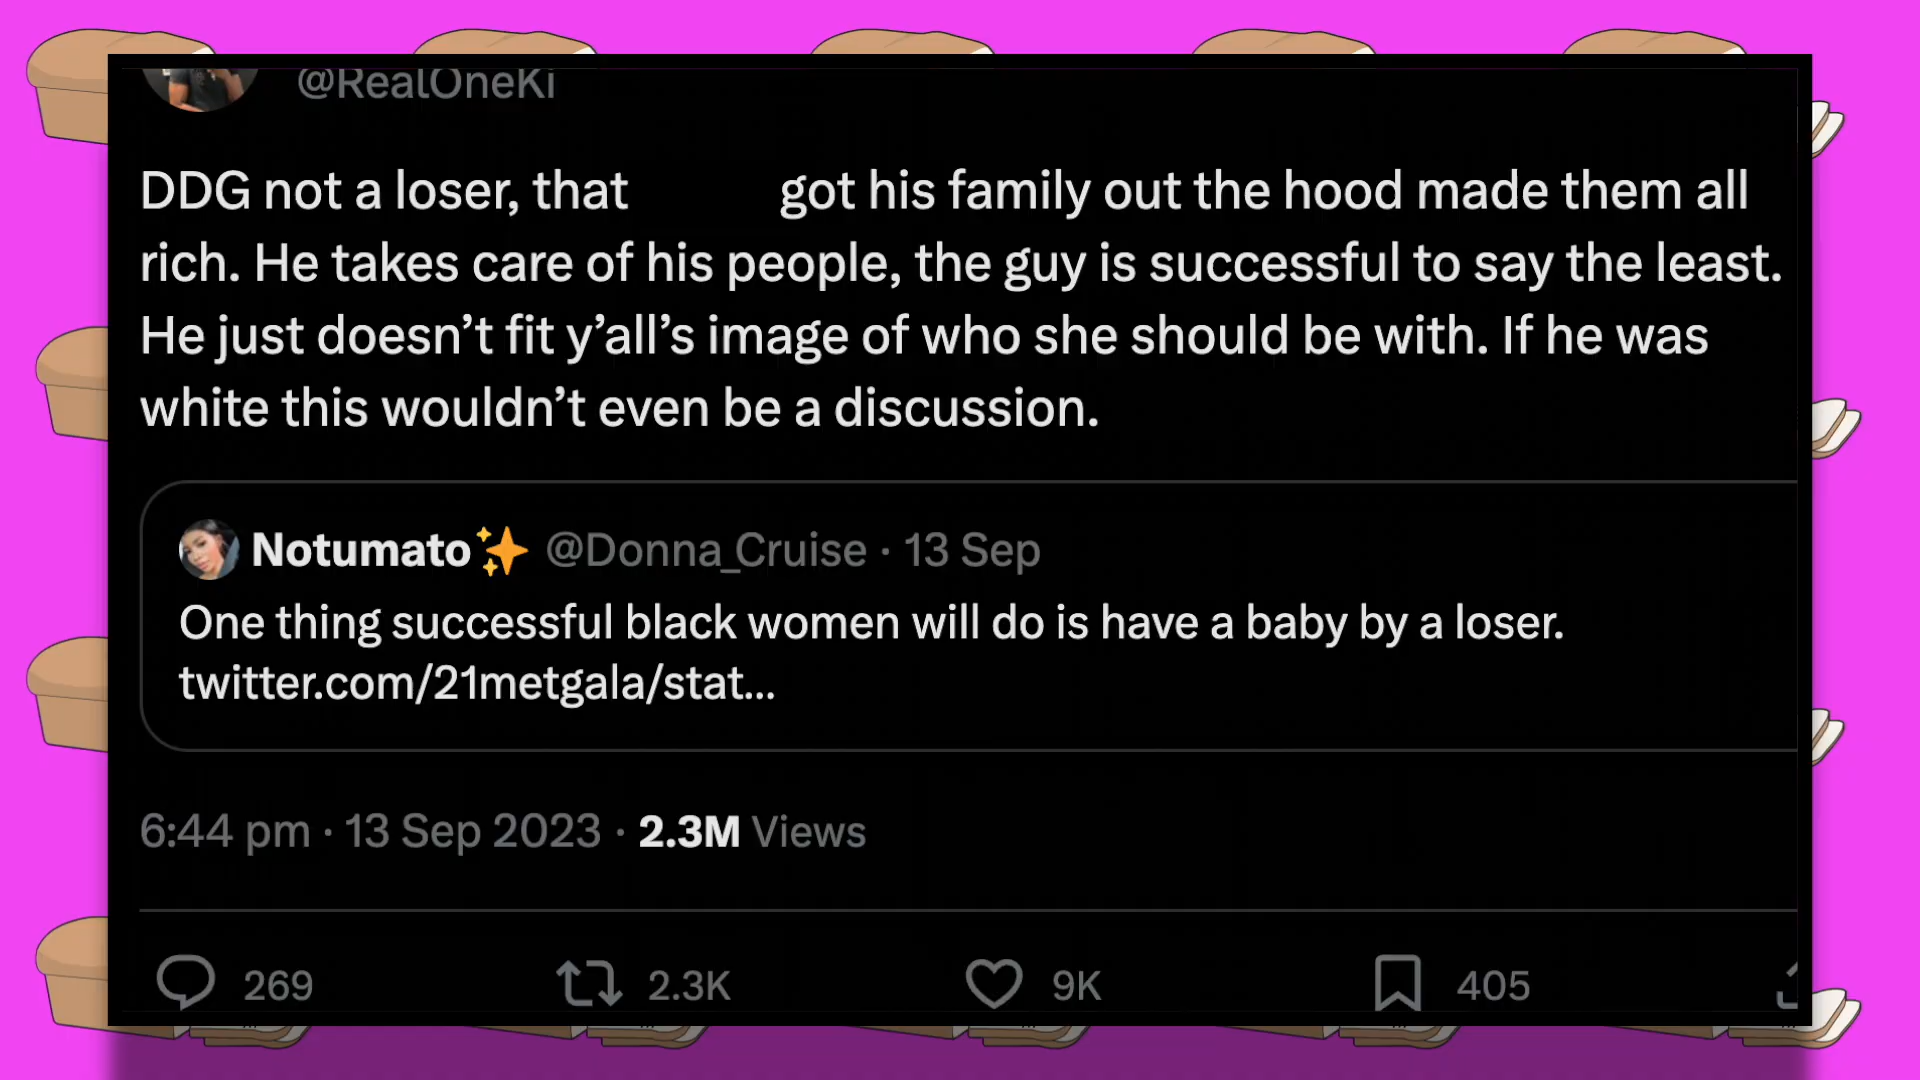 @RealOneKi
DDG not a loser, that got his family out the hood made them all
rich. He takes care of his people, the guy is successful to say the least.
He just doesn’t fit y’all’s image of who she should be with. If he was
white this wouldn’t even be a discussion.
Notumato✨ @Donna_Cruise · 13 Sep
One thing successful black women will do is have a baby by a loser.
twitter.com/21metgala/stat...
6:44 pm · 13 Sep 2023 · 2.3M Views
269 2.3K 9K 405